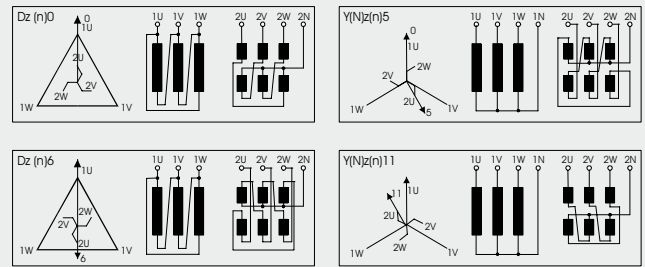 Dz (n)0
0
1U
2U
2V
2W
1W 1V
1U 1V 1W 2U 2V 2W 2N
Y(N)z(n)5
0
1U
2V 2W
2U
1W 5 1V
1U 1V 1W 1N 2U 2V 2W 2N
Dz (n)6
1U
2W
2V
2U
1W 6 1V
1U 1V 1W 2U 2V 2W 2N
Y(N)z(n)11
11 1U
2U 2V
2W
1W 1V
1U 1V 1W 1N 2U 2V 2W 2N